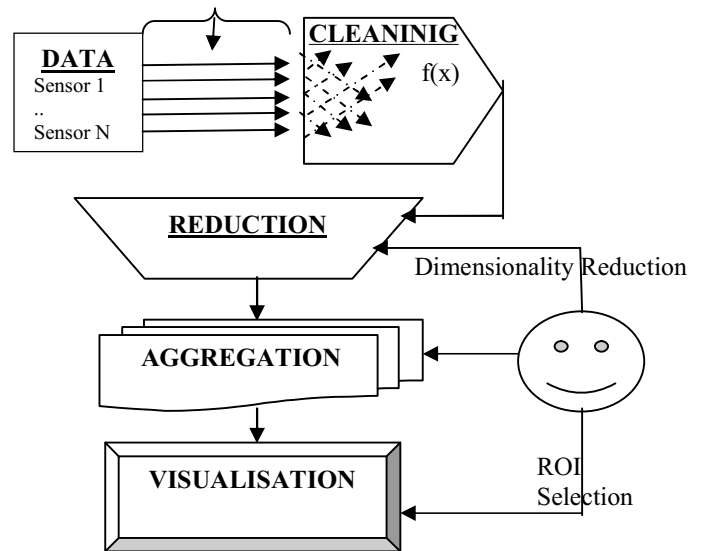 DATA
Sensor 1
..
Sensor N
CLEANINIG
f(x)
REDUCTION
Dimensionality Reduction
AGGREGATION
VISUALISATION
ROI
Selection